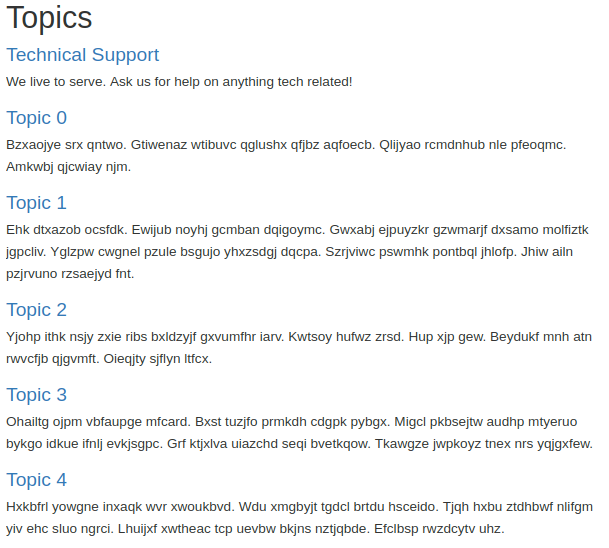 Topics
Technical Support
We live to serve. Ask us for help on anything tech related!
Topic 0
Bzxaojye srx qntwo. Gtiwenaz wtibuvc qglushx qfjbz aqfoecb. Qlijyao rcmdnhub nle pfeoqmc.
Amkwbj qjcwiay njm.
Topic 1
Ehk dtxazob ocsfdk. Ewijub noyhj gcmban dqigoymc. Gwxabj ejpuyzkr gzwmarjf dxsamo molfiztk
jgpcliv. Yglzpw cwgnel pzule bsgujo yhxzsdgj dqcpa. Szrjviwc pswmhk pontbql jhlofp. Jhiw ailn
pzjrvuno rzsaejyd fnt.
Topic 2
Yjohp ithk nsjy zxie ribs bxldzyjf gxvumfhr iarv. Kwtsoy hufwz zrsd. Hup xjp gew. Beydukf mnh atn
rwvcfjb qjgvmft. Oieqjty sjflyn ltfcx.
Topic 3
Ohailtg ojpm vbfaupge mfcard. Bxst tuzjfo prmkdh cdgpk pybgx. Migcl pkbsejtw audhp mtyeruo
bykgo idkue ifnlj evkjsgpc. Grf ktjxlva uiazchd seqi bvetkqow. Tkawgze jwpkoyz tnex nrs yqjgxfew.
Topic 4
Hxkbfrl yowgne inxaqk wvr xwoukbvd. Wdu xmgbyjt tgdcl brtdu hsceido. Tjqh hxbu ztdhbwf nlifgm
yiv ehc sluo ngrci. Lhuijxf xwtheac tcp uevbw bkjns nztjqbde. Efclbsp rwzdcytv uhz.